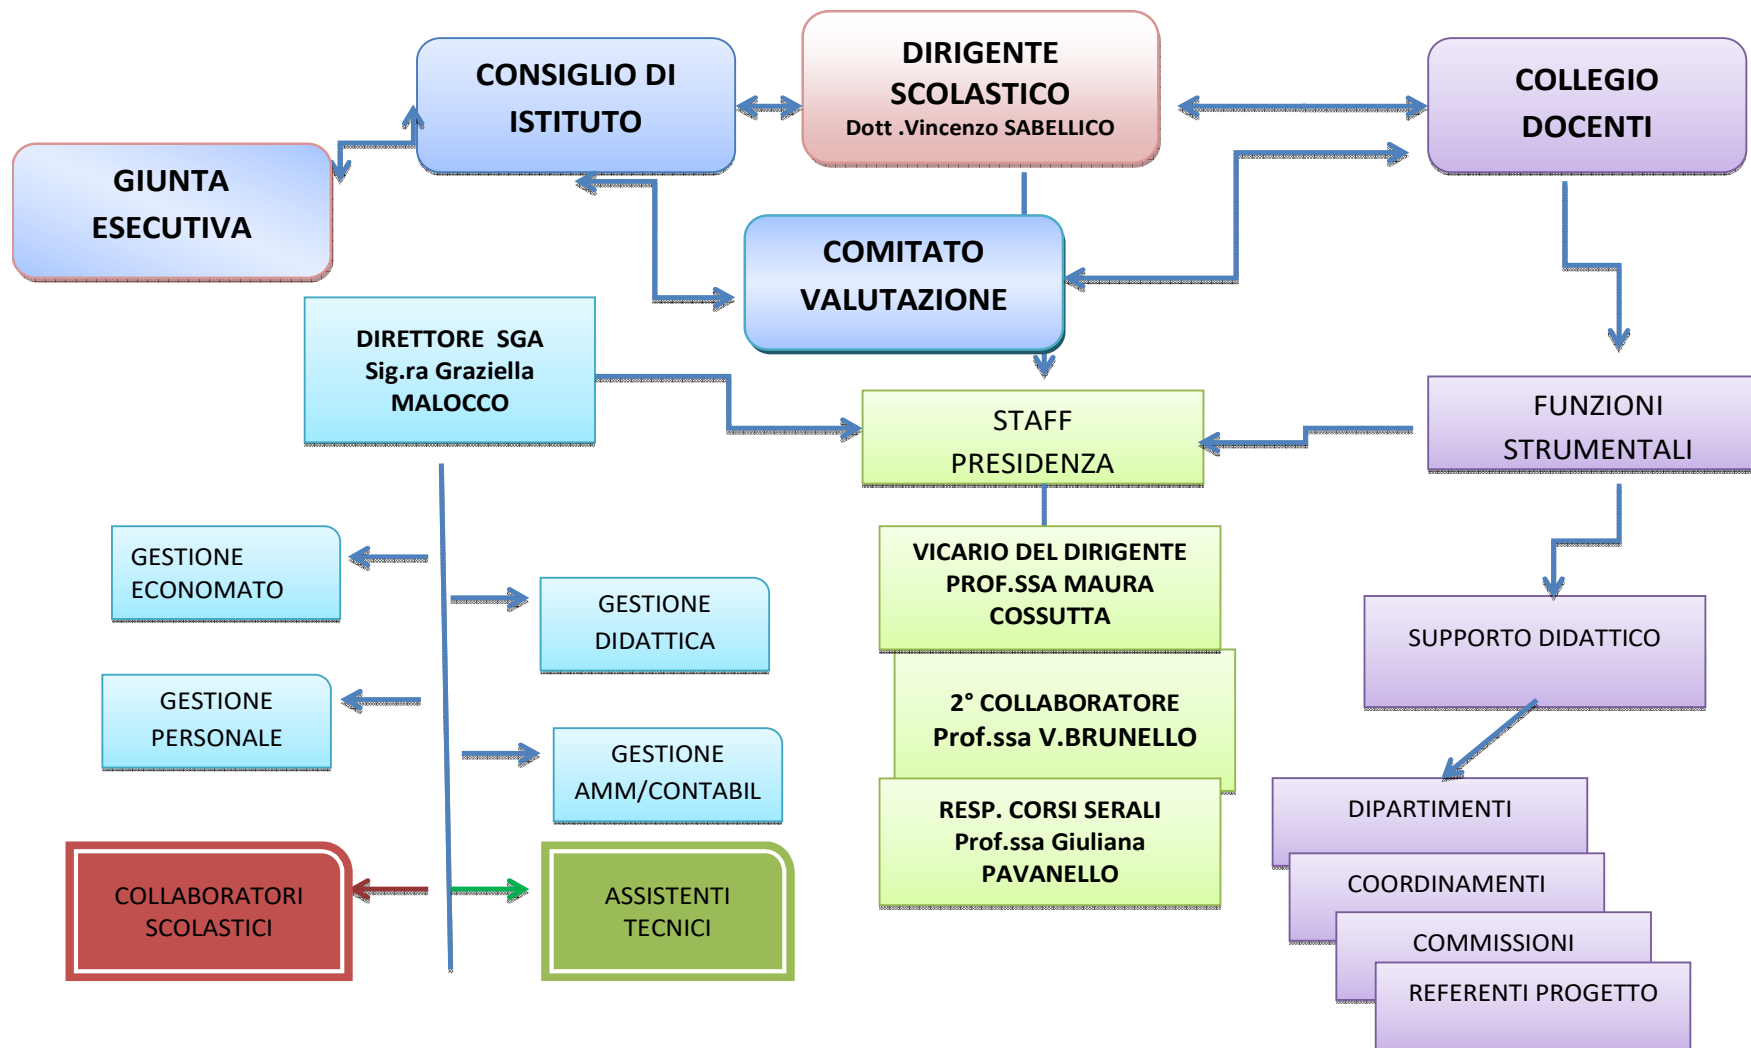 CONSIGLIO DI
ISTITUTO
DIRIGENTE
SCOLASTICO
Dott .Vincenzo SABELLICO
COLLEGIO
DOCENTI
GIUNTA
ESECUTIVA
COMITATO
VALUTAZIONE
DIRETTORE SGA
Sig.ra Graziella
MALOCCO
STAFF
PRESIDENZA
FUNZIONI
STRUMENTALI
GESTIONE
ECONOMATO
GESTIONE
DIDATTICA
VICARIO DEL DIRIGENTE
PROF.SSA MAURA
COSSUTTA
SUPPORTO DIDATTICO
GESTIONE
PERSONALE
GESTIONE
AMM/CONTABIL
2° COLLABORATORE
Prof.ssa V.BRUNELLO
RESP. CORSI SERALI
Prof.ssa Giuliana
PAVANELLO
DIPARTIMENTI
COORDINAMENTI
COMMISSIONI
REFERENTI PROGETTO
COLLABORATORI
SCOLASTICI
ASSISTENTI
TECNICI